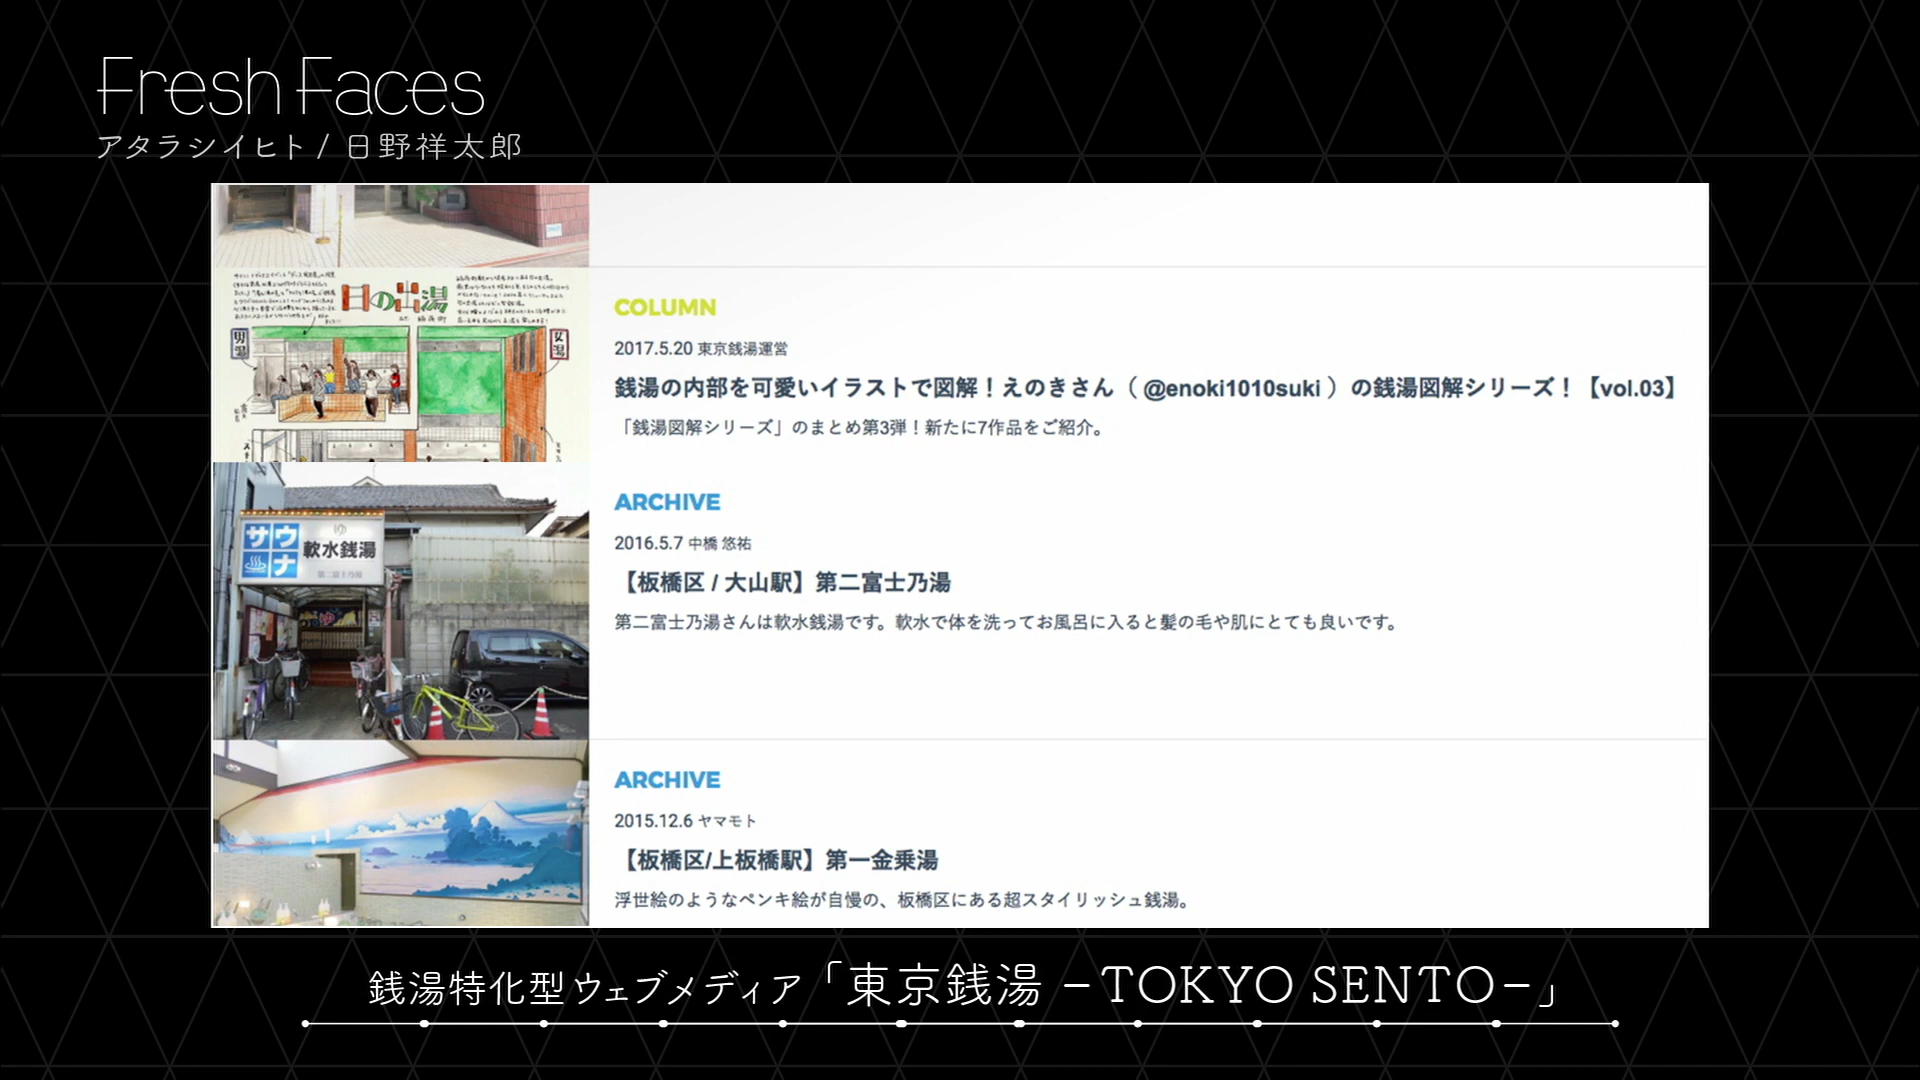 Fresh Faces
アタラシイヒト / 日野祥太郎
日の出湯
男湯
女湯
COLUMN
2017.5.20 東京銭湯運営
銭湯の内部を可愛いイラストで図解！えのきさん（ @enoki1010suki ）の銭湯図解シリーズ！【vol.03】
「銭湯図解シリーズ」のまとめ第3弾！新たに7作品をご紹介。
サウナ
ゆ
軟水銭湯
第二富士乃湯
ARCHIVE
2016.5.7 中橋 悠祐
【板橋区 / 大山駅】第二富士乃湯
第二富士乃湯さんは軟水銭湯です。軟水で体を洗ってお風呂に入ると髪の毛や肌にとても良いです。
ARCHIVE
2015.12.6 ヤマモト
【板橋区/上板橋駅】第一金乗湯
浮世絵のようなペンキ絵が自慢の、板橋区にある超スタイリッシュ銭湯。
銭湯特化型ウェブメディア「東京銭湯 −TOKYO SENTO−」